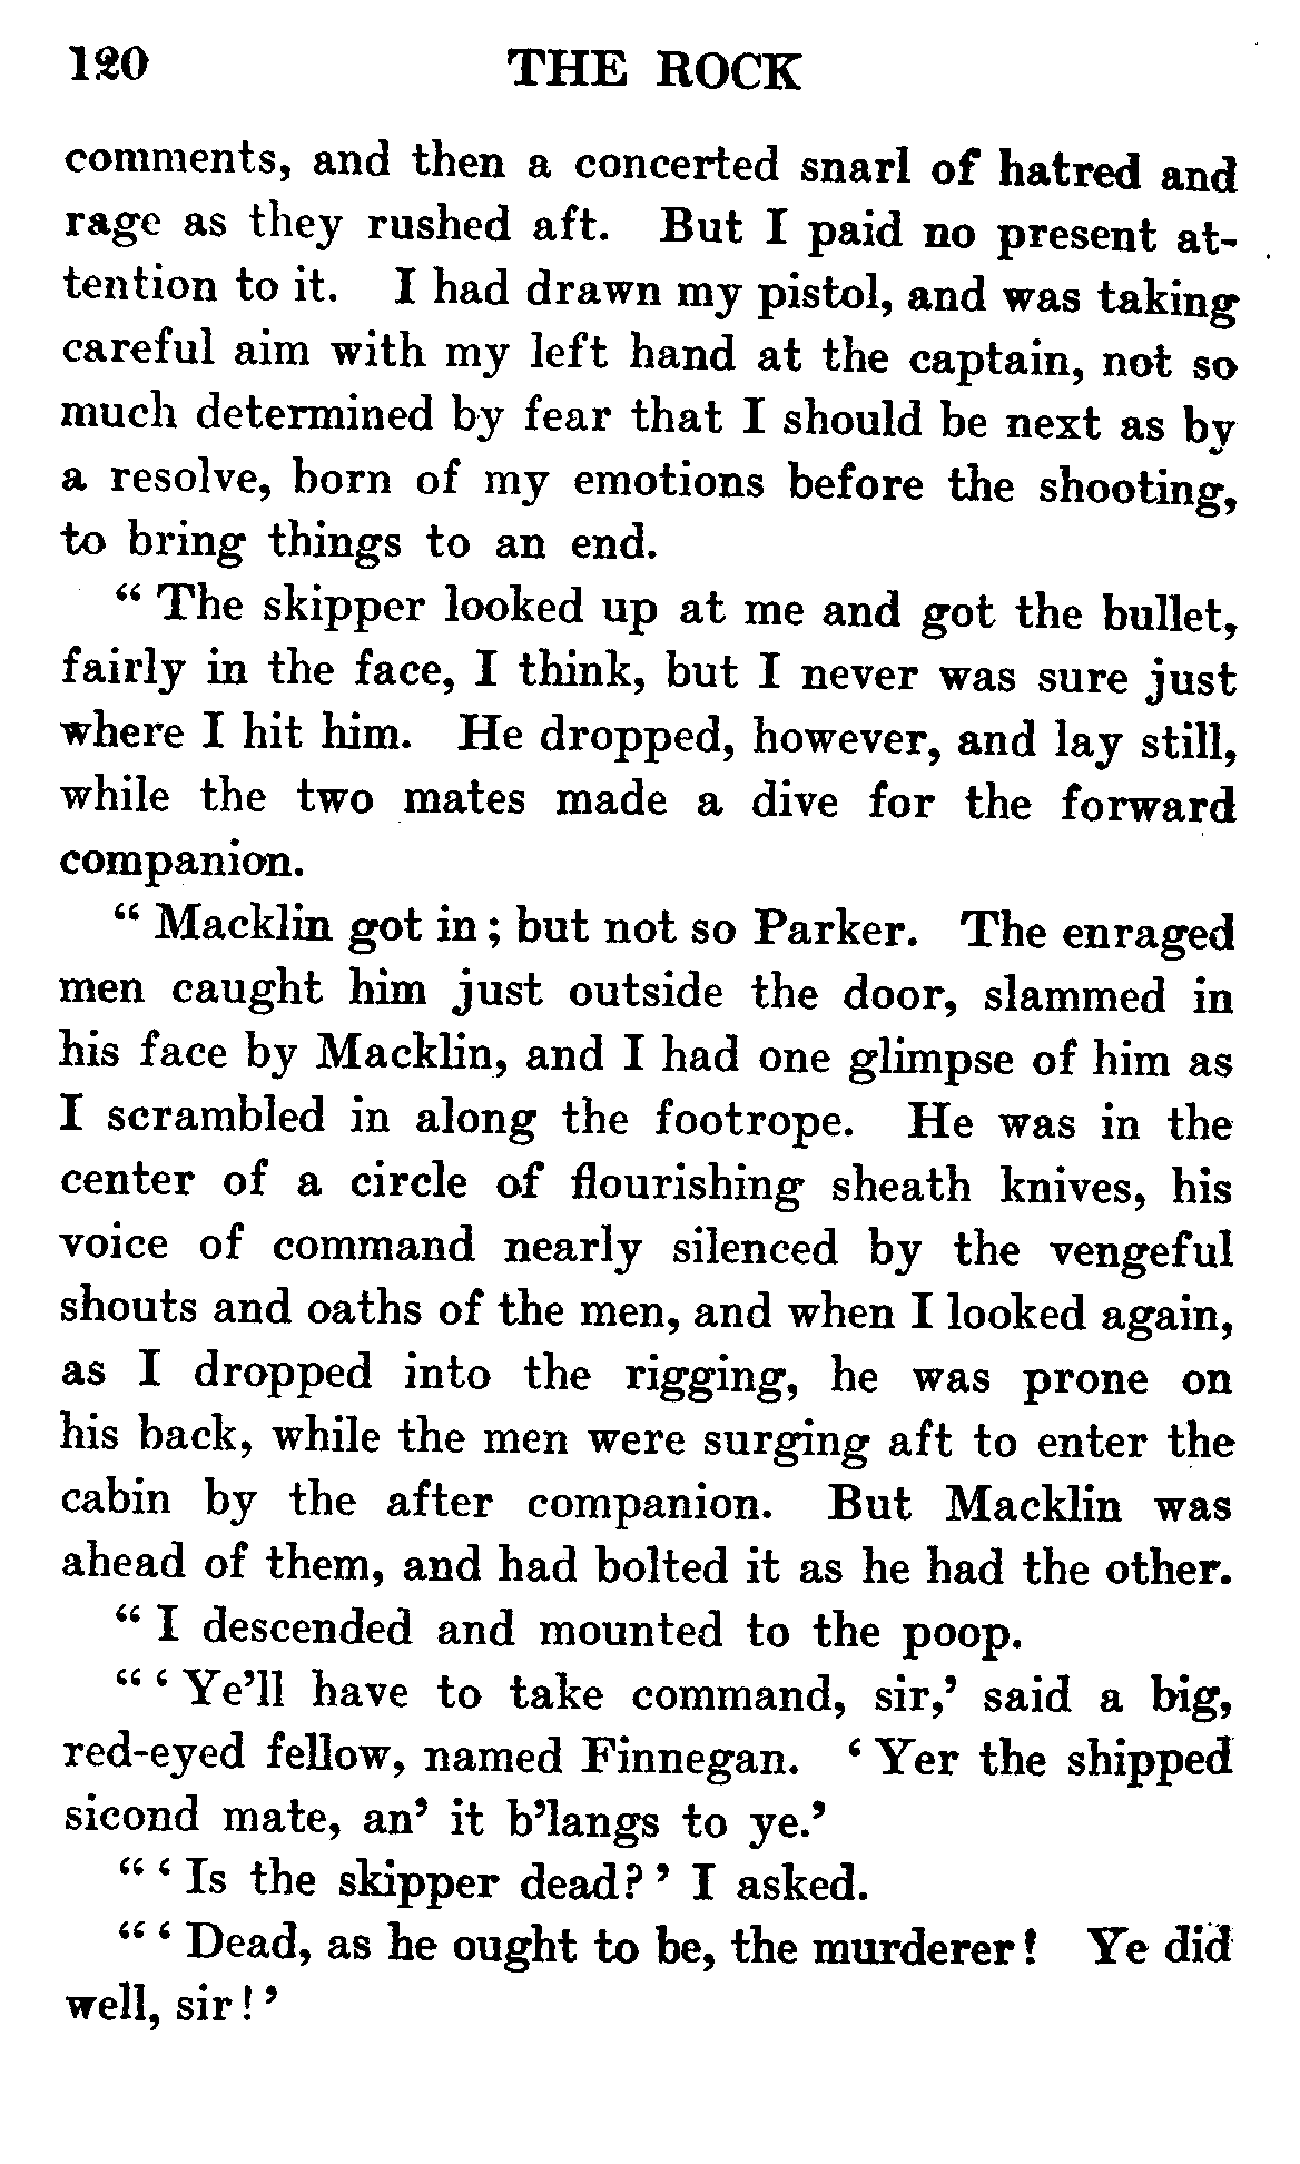 120 THE ROCK
comments, and then a concerted snarl of hatred and
rage as they rushed aft. But I paid no present at-
tention to it. I had drawn my pistol, and was taking
careful aim with my left hand at the captain, not so
much determined by fear that I should be next as by
a resolve, born of my emotions before the shooting,
to bring things to an end.
“ The skipper looked up at me and got the bullet,
fairly in the face, I think, but I never was sure just
where I hit him. He dropped, however, and lay still,
while the two mates made a dive for the forward
companion.
“ Macklin got in ; but not so Parker. The enraged
men caught him just outside the door, slammed in
his face by Macklin, and I had one glimpse of him as
I scrambled in along the footrope. He was in the
center of a circle of flourishing sheath knives, his
voice of command nearly silenced by the vengeful
shouts and oaths of the men, and when I looked again,
as I dropped into the rigging, he was prone on
his back, while the men were surging aft to enter the
cabin by the after companion. But Macklin was
ahead of them, and had bolted it as he had the other.
“ I descended and mounted to the poop.
“ ‘ Ye’ll have to take command, sir,’ said a big,
red-eyed fellow, named Finnegan. ‘ Yer the shipped
sicond mate, an’ it b’langs to ye.’
“ ‘ Is the skipper dead? ’ I asked.
“ ‘ Dead, as he ought to be, the murderer ! Ye did
well, sir ! ’